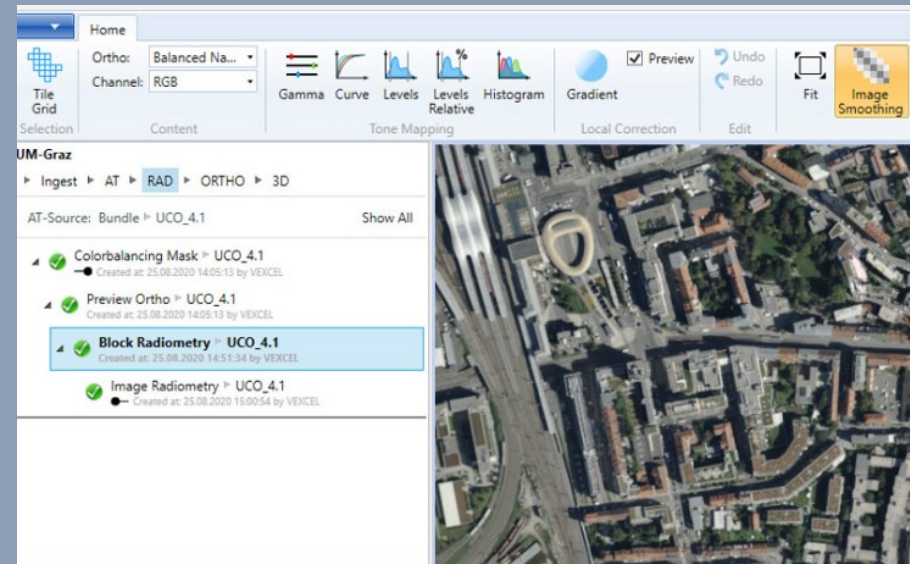 Home
Ortho: Balanced Na...
Channel: RGB
Tile
Grid
Gamma
Curve
Levels
Levels
Relative
Histogram
Gradient
Preview
Undo
Redo
Fit
Image
Smoothing
Selection
Content
Tone Mapping
Local Correction
Edit
UM-Graz
Ingest AT RAD ORTHO 3D
AT-Source: Bundle UCO_4.1 Show All
Colorbalancing Mask UCO_4.1
Created at: 25.08.2020 14:05:13 by VEXCEL
Preview Ortho UCO_4.1
Created at: 25.08.2020 14:05:13 by VEXCEL
Block Radiometry UCO_4.1
Created at: 25.08.2020 14:51:34 by VEXCEL
Image Radiometry UCO_4.1
Created at: 25.08.2020 15:00:54 by VEXCEL